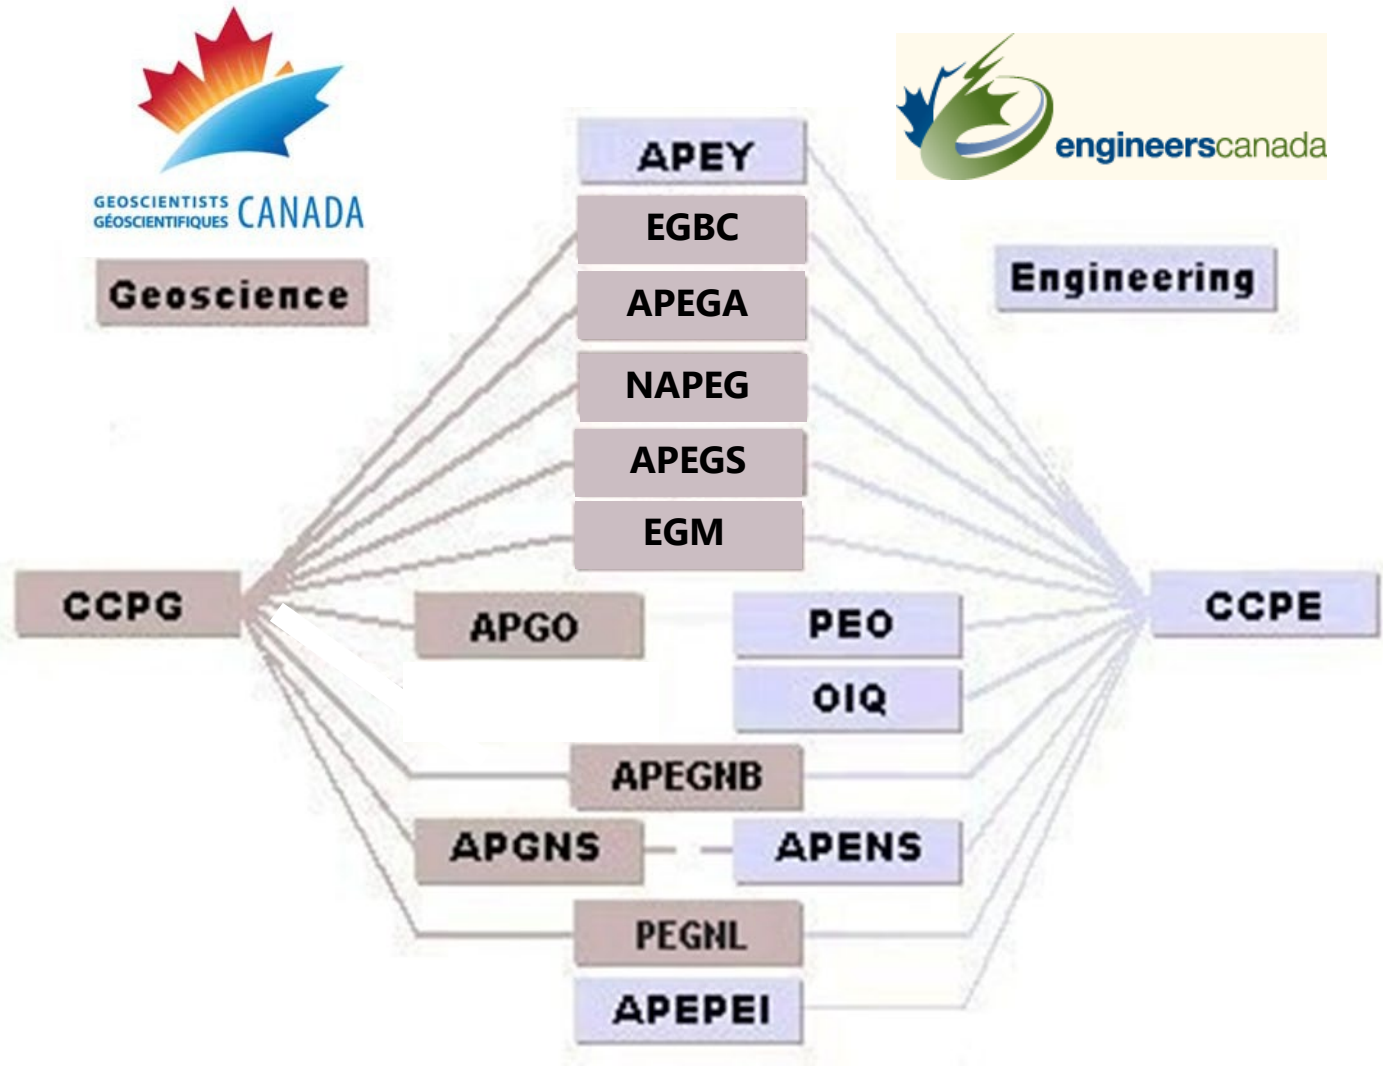 GEOSCIENTISTS
GÉOSCIENTIFIQUES CANADA
engineerscanada
Geoscience
Engineering
APEY
EGBC
APEGA
NAPEG
APEGS
EGM
CCPG
CCPE
APGO
PEO
OIQ
APEGNB
APGNS
APENS
PEGNL
APEPEI